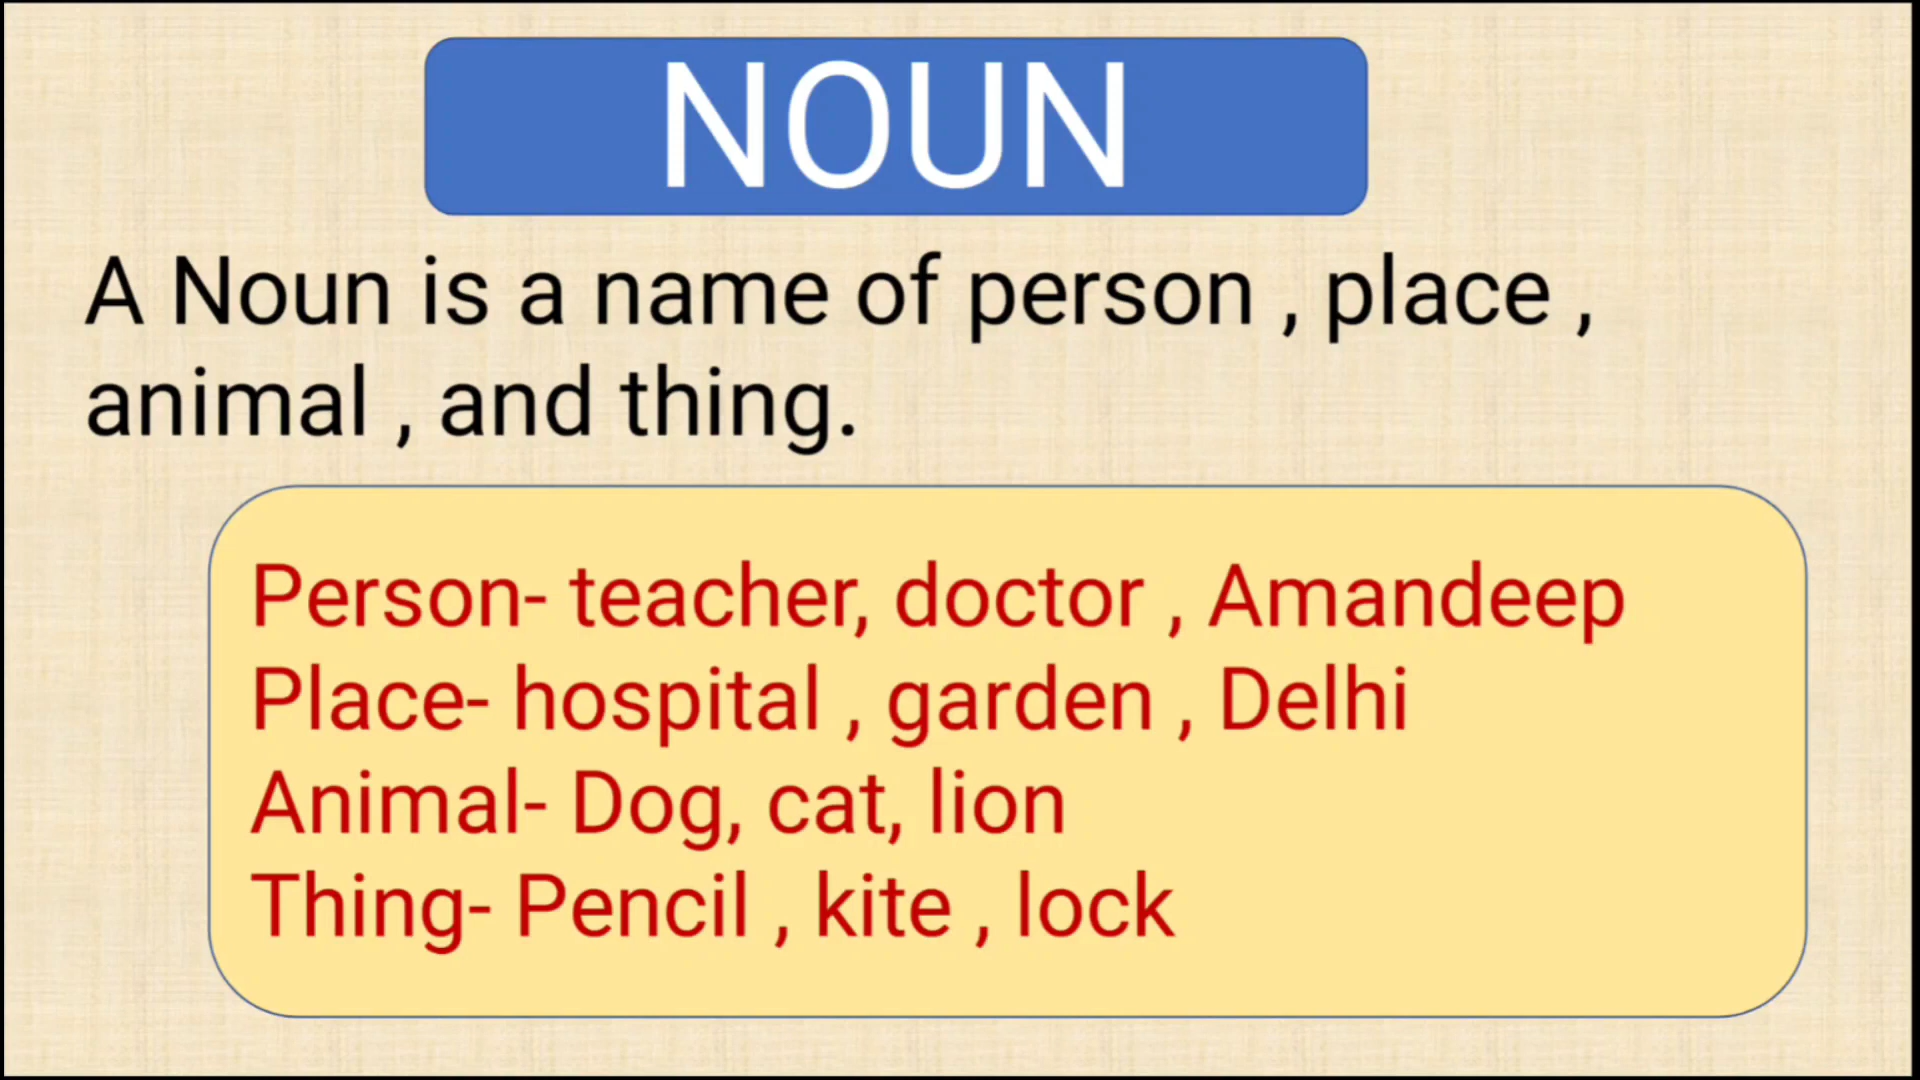 NOUN
A Noun is a name of person , place ,
animal , and thing.
Person- teacher, doctor , Amandeep
Place- hospital , garden , Delhi
Animal- Dog, cat, lion
Thing- Pencil , kite , lock